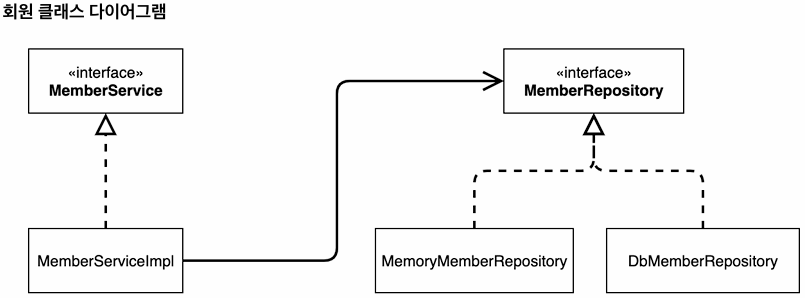 회원 클래스 다이어그램
«interface»
MemberService
«interface»
MemberRepository
MemberServiceImpl
MemoryMemberRepository
DbMemberRepository